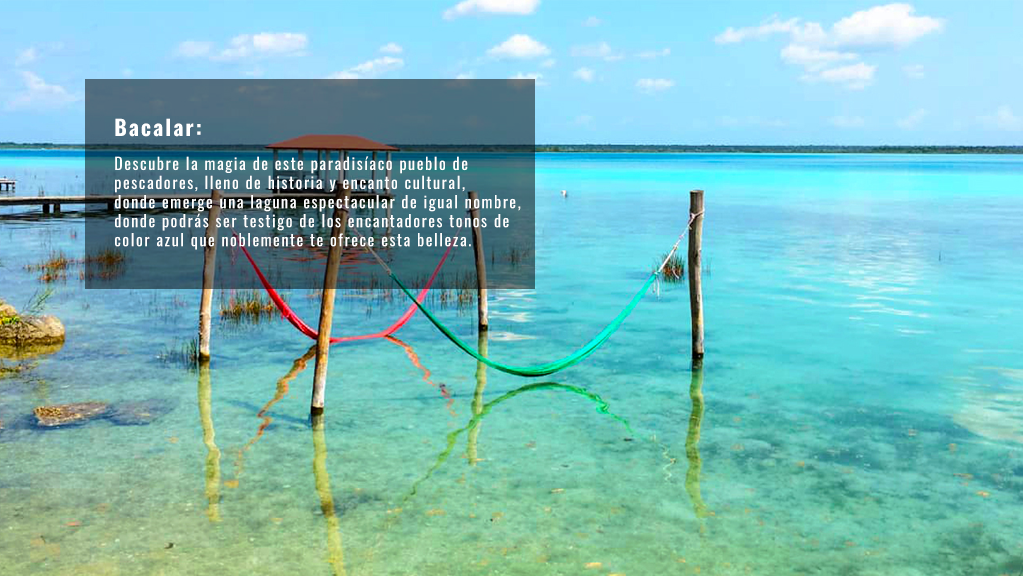 Bacalar:
Descubre la magia de este paradisíaco pueblo de
pescadores, lleno de historia y encanto cultural,
donde emerge una laguna espectacular de igual nombre,
donde podrás ser testigo de los encantadores tonos de
color azul que noblemente te ofrece esta belleza.